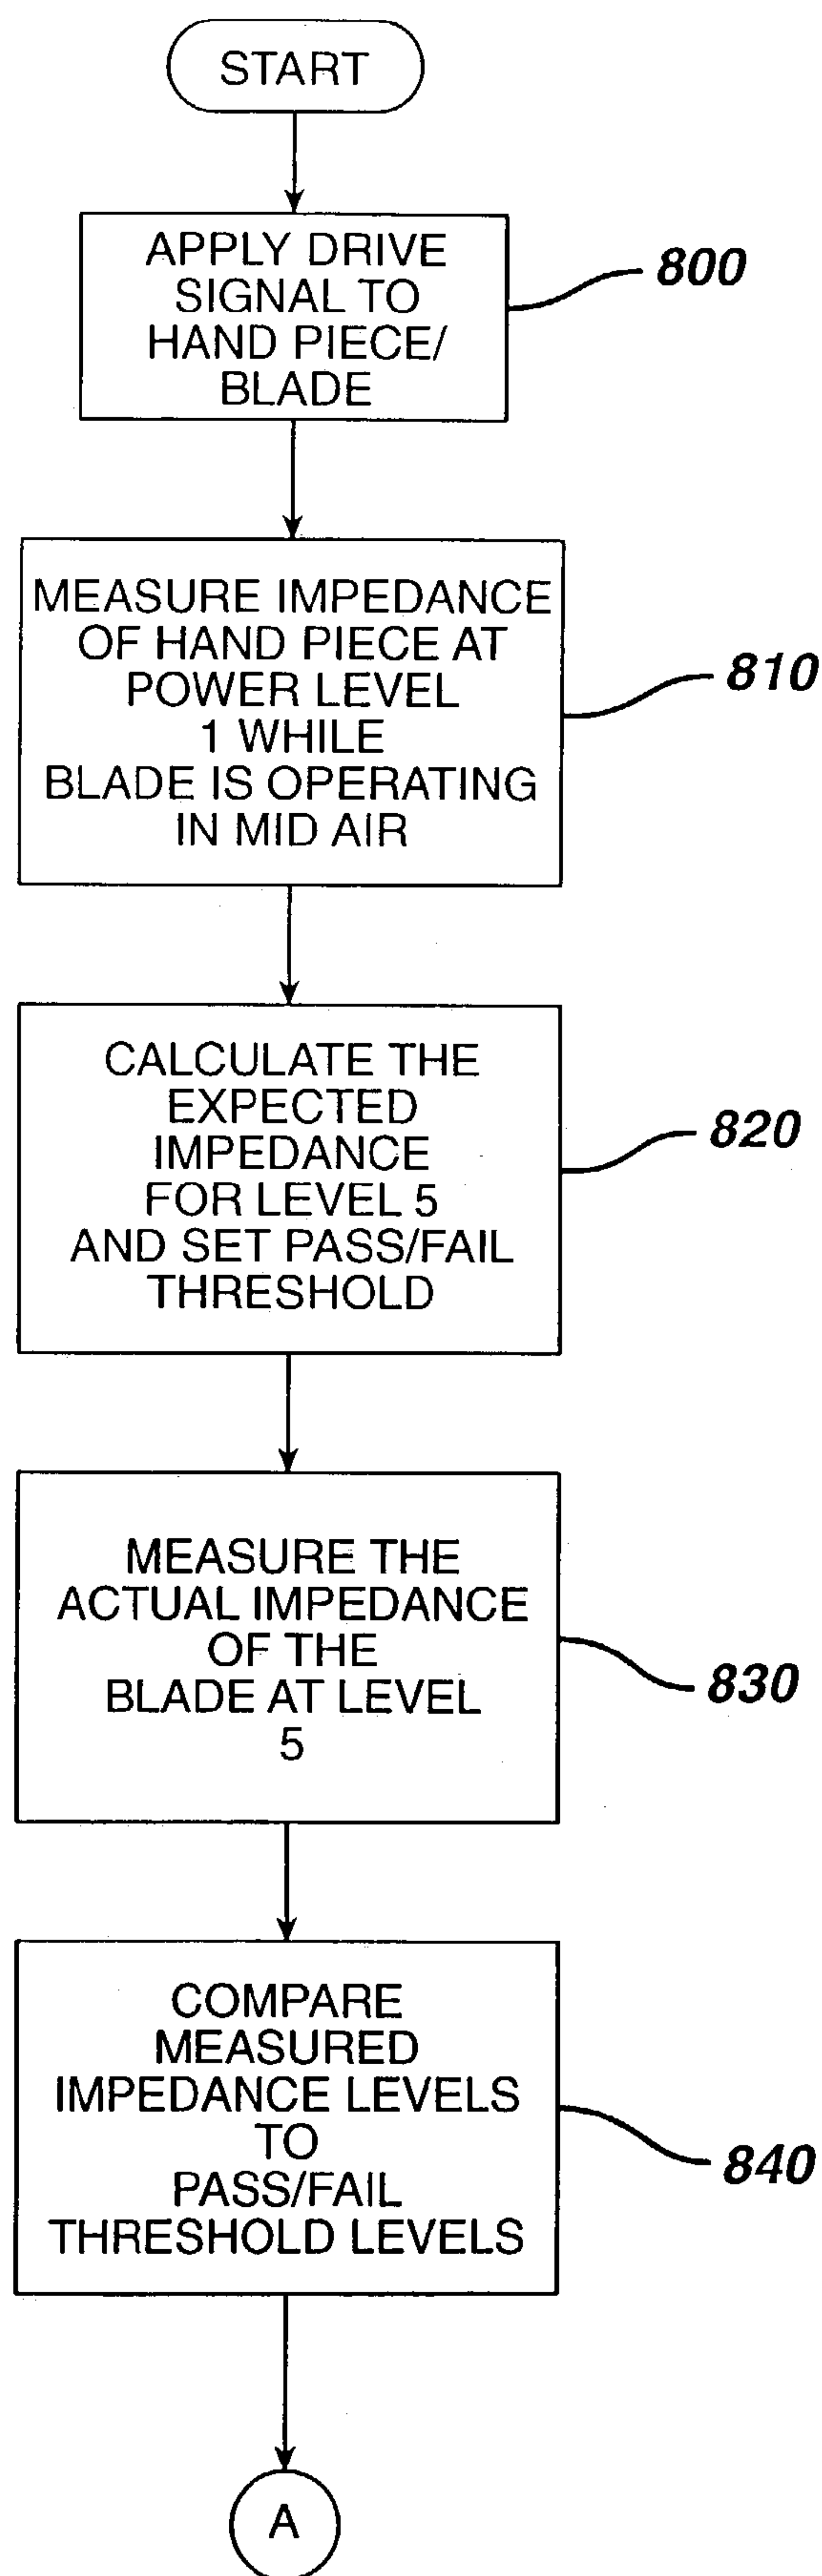 START
APPLY DRIVE
SIGNAL TO
HAND PIECE/
BLADE
800
MEASURE IMPEDANCE
OF HAND PIECE AT
POWER LEVEL
1 WHILE
BLADE IS OPERATING
IN MID AIR
810
CALCULATE THE
EXPECTED
IMPEDANCE
FOR LEVEL 5
AND SET PASS/FAIL
THRESHOLD
820
MEASURE THE
ACTUAL IMPEDANCE
OF THE
BLADE AT LEVEL
5
830
COMPARE
MEASURED
IMPEDANCE LEVELS
TO
PASS/FAIL
THRESHOLD LEVELS
840
A